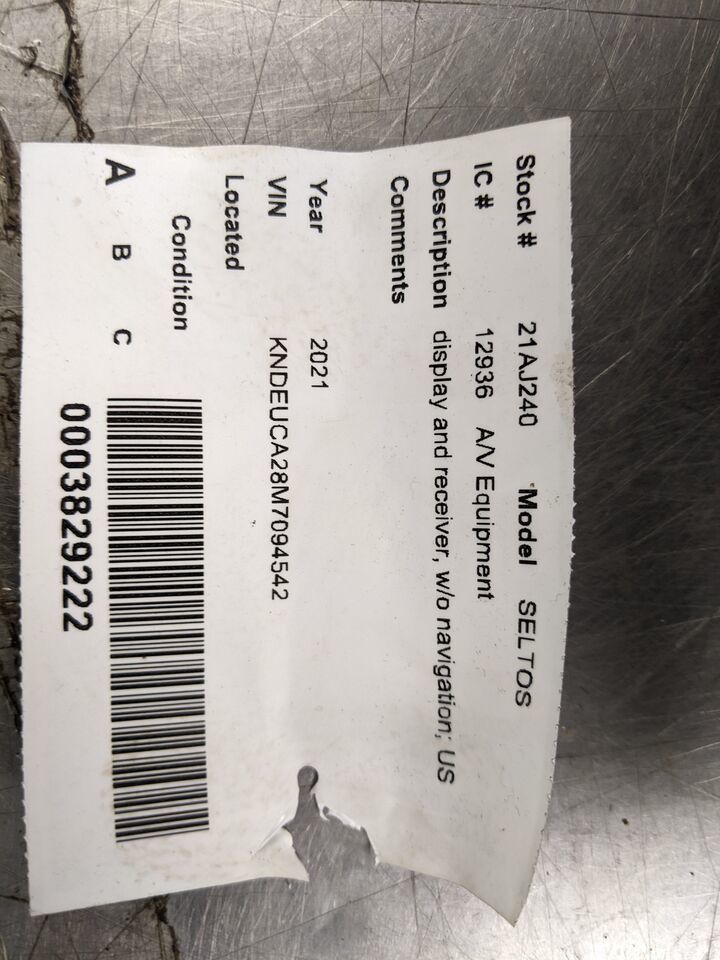 Stock # 21AJ240 Model SELTOS
IC # 12936 A/V Equipment
Description display and receiver, w/o navigation; US
Comments
Year 2021
VIN KNDEUCA28M7094542
Located
Condition
A B C
0003829222